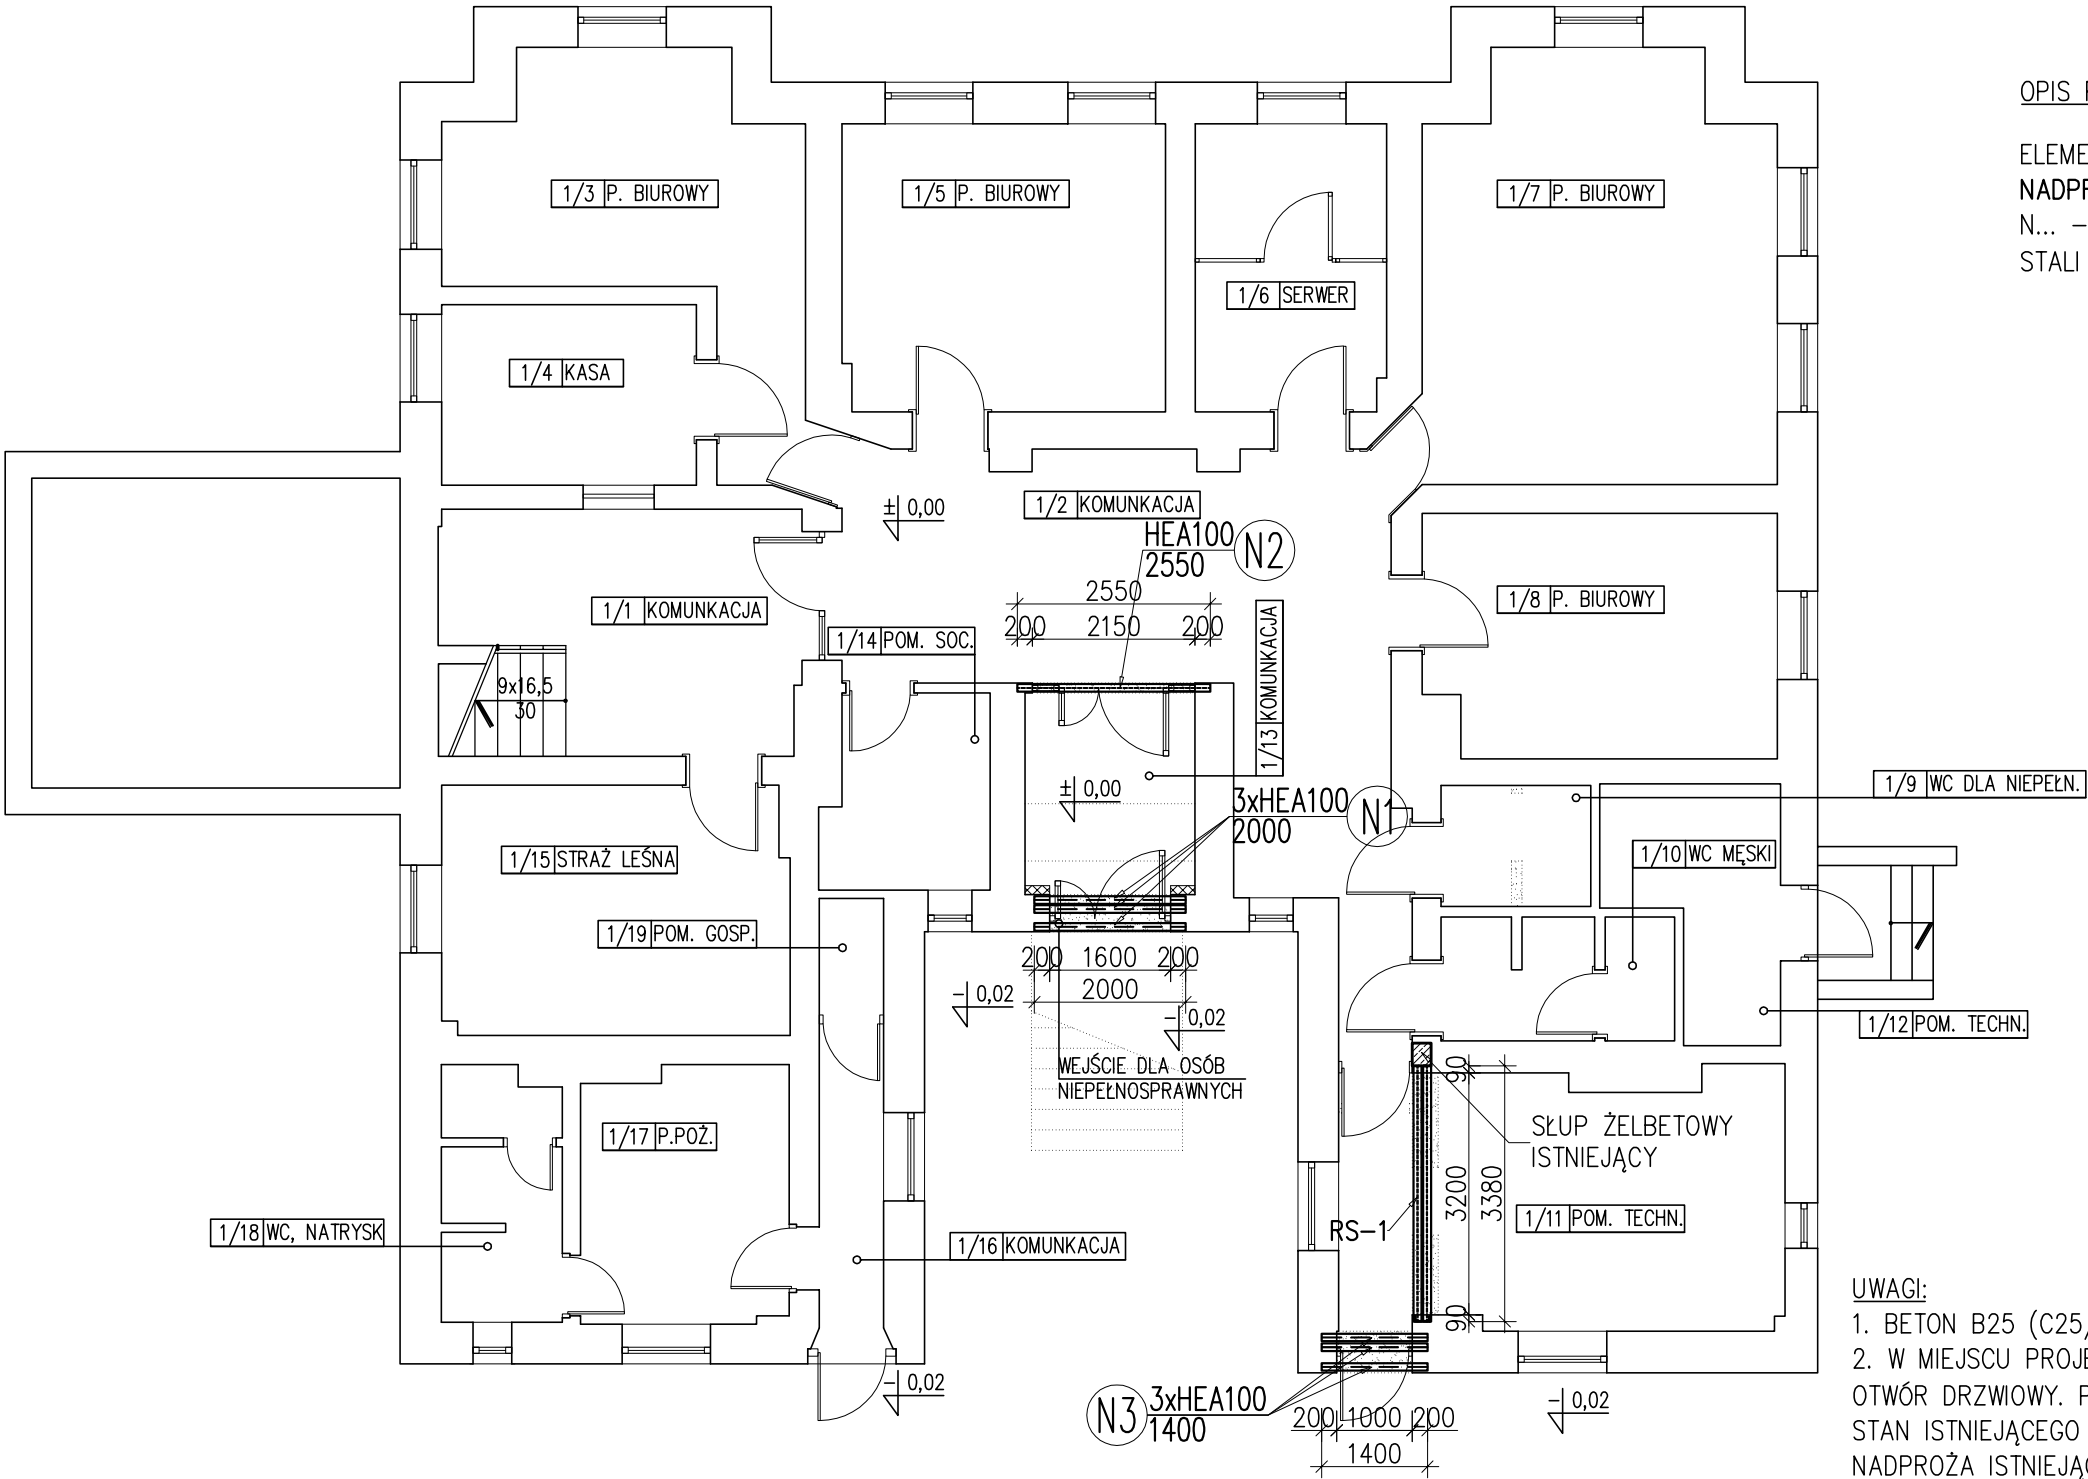 OPIS
1/3 P. BIUROWY
1/5 P. BIUROWY
1/7 P. BIUROWY
N... -
STALI
1/6 SERWER
1/4 KASA
± 0,00
1/2 KOMUNKACJA
HEA100
2550
N2
2550
200 2150 200
1/1 KOMUNKACJA
1/14 POM. SOC.
1/13 KOMUNKACJA
1/8 P. BIUROWY
9x16,5
30
± 0,00
3xHEA100
2000
N1
1/9 WC DLA NIEPEŁN.
1/15 STRAŻ LEŚNA
1/10 WC MĘSKI
1/19 POM. GOSP.
200 1600 200
2000
- 0,02
- 0,02
1/12 POM. TECHN.
WEJŚCIE DLA OSÓB
NIEPEŁNOSPRAWNYCH
90
3200
3380
90
SŁUP ŻELBETOWY
ISTNIEJĄCY
1/17 P.POŻ.
1/18 WC, NATRYSK
1/16 KOMUNKACJA
RS-1
1/11 POM. TECHN.
- 0,02
N3
3xHEA100
1400
200 1000 200
1400
- 0,02
UWAGI:
1. BETON B25 (C25/
2. W MIEJSCU
OTWÓR DRZWIOWY.
STAN ISTNIEJĄCEGO
NADPROŻA